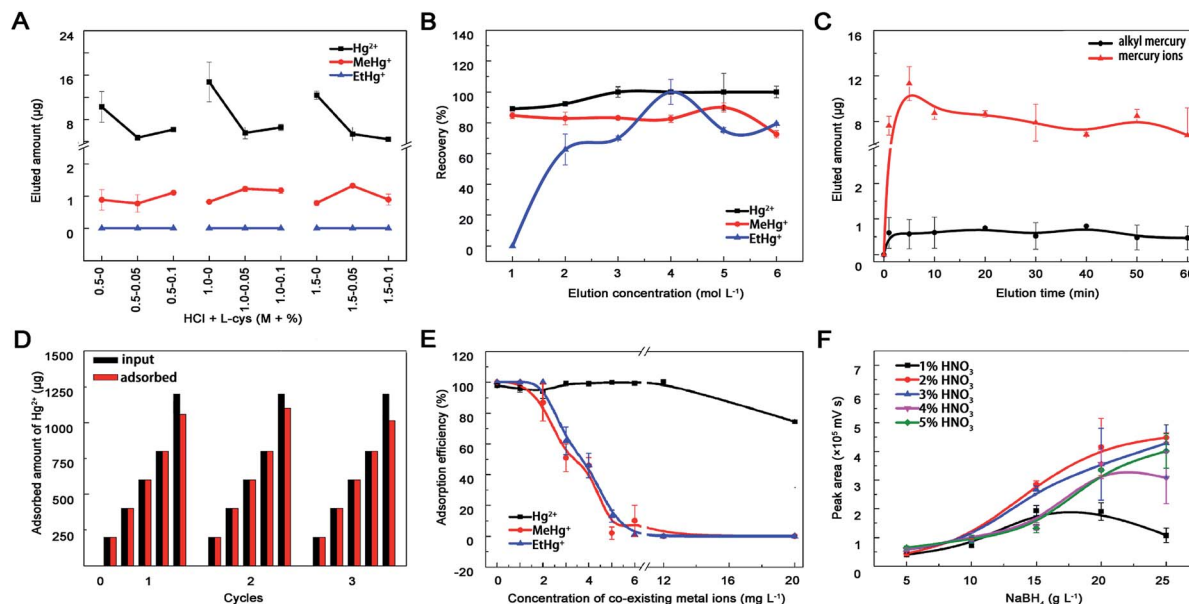 A
Eluted amount (µg)
24
16
8
2
1
0
Hg²⁺
MeHg⁺
EtHg⁺
0.5-0
0.5-0.05
0.5-0.1
1.0-0
1.0-0.05
1.0-0.1
1.5-0
1.5-0.05
1.5-0.1
HCl + L-cys (M + %)
B
Recovery (%)
140
120
100
80
60
40
20
0
Hg²⁺
MeHg⁺
EtHg⁺
1 2 3 4 5 6
Elution concentration (mol L⁻¹)
C
Eluted amount (µg)
16
12
8
2
1
0
alkyl mercury
mercury ions
0 10 20 30 40 50 60
Elution time (min)
D
Adsorbed amount of Hg²⁺ (µg)
1500
1250
1000
750
500
250
input
adsorbed
0 1 2 3
Cycles
E
Adsorption efficiency (%)
120
100
80
60
40
20
0
-20
Hg²⁺
MeHg⁺
EtHg⁺
0 2 4 6 12 20
Concentration of co-existing metal ions (mg L⁻¹)
F
Peak area (×10⁵ mV s)
7
6
5
4
3
2
1
0
1% HNO₃
2% HNO₃
3% HNO₃
4% HNO₃
5% HNO₃
5 10 15 20 25
NaBH₄ (g L⁻¹)